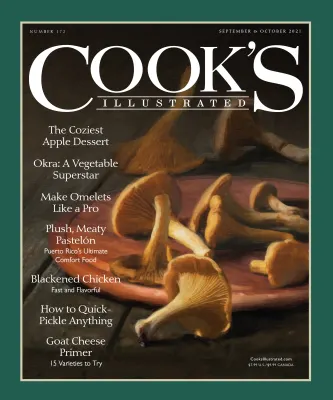 NUMBER 172
SEPTEMBER & OCTOBER 2021
COOK'S
ILLUSTRATED
The Coziest
Apple Dessert
Okra: A Vegetable
Superstar
Make Omelets
Like a Pro
Plush, Meaty
Pastelón
Puerto Rico's Ultimate
Comfort Food
Blackened Chicken
Fast and Flavorful
How to Quick-
Pickle Anything
Goat Cheese
Primer
15 Varieties to Try
CooksIllustrated.com